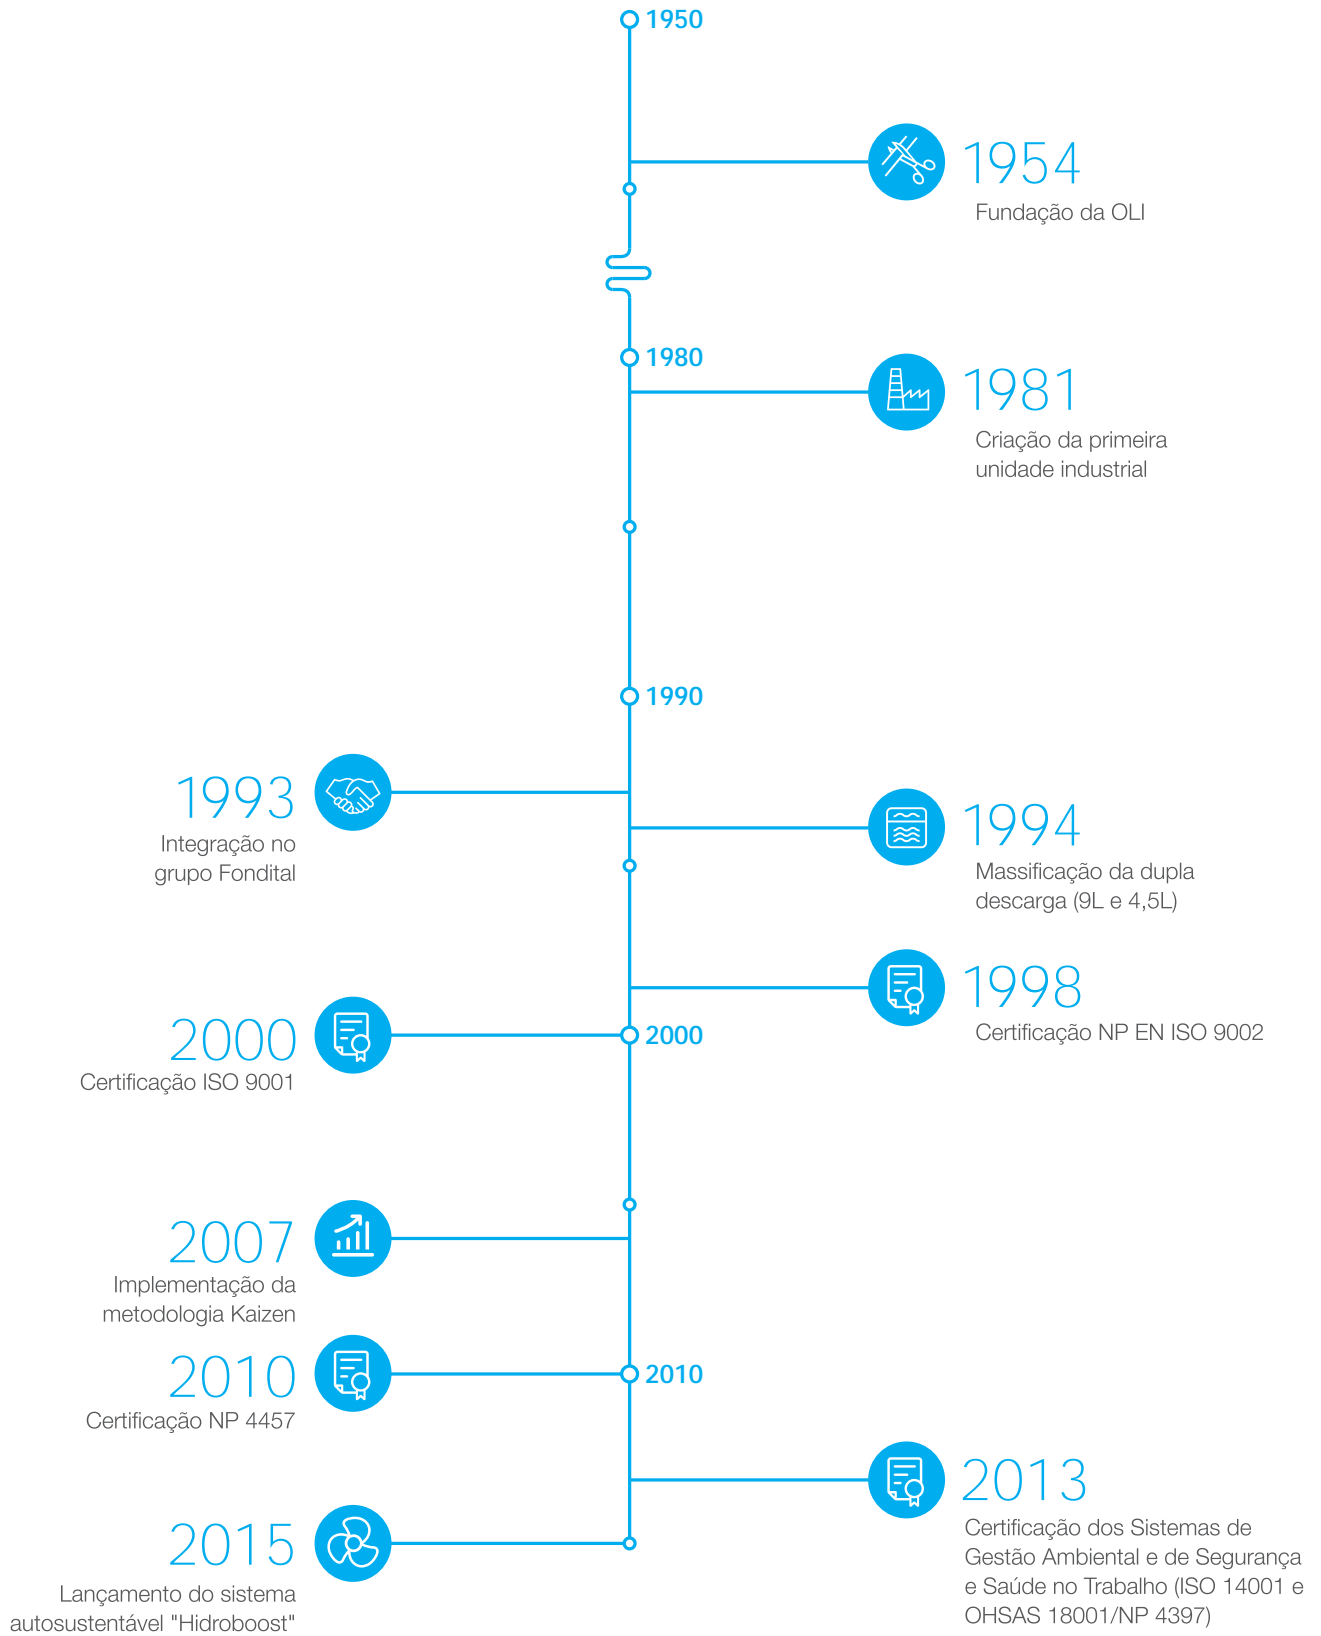 1950
1954
Fundação da OLI
1980
1981
Criação da primeira
unidade industrial
1990
1993
Integração no
grupo Fondital
1994
Massificação da dupla
descarga (9L e 4,5L)
1998
Certificação NP EN ISO 9002
2000
Certificação ISO 9001
2000
2007
Implementação da
metodologia Kaizen
2010
Certificação NP 4457
2010
2013
Certificação dos Sistemas de
Gestão Ambiental e de Segurança
e Saúde no Trabalho (ISO 14001 e
OHSAS 18001/NP 4397)
2015
Lançamento do sistema
autosustentável "Hidroboost"